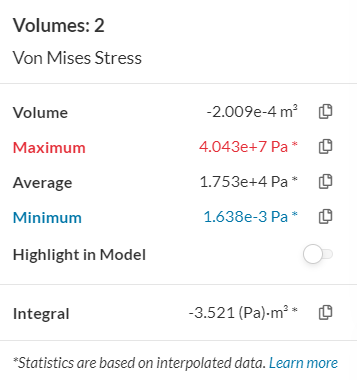 Volumes: 2
Von Mises Stress
Volume -2.009e-4 m³
Maximum 4.043e+7 Pa *
Average 1.753e+4 Pa *
Minimum 1.638e-3 Pa *
Highlight in Model
Integral -3.521 (Pa)·m³ *
*Statistics are based on interpolated data. Learn more